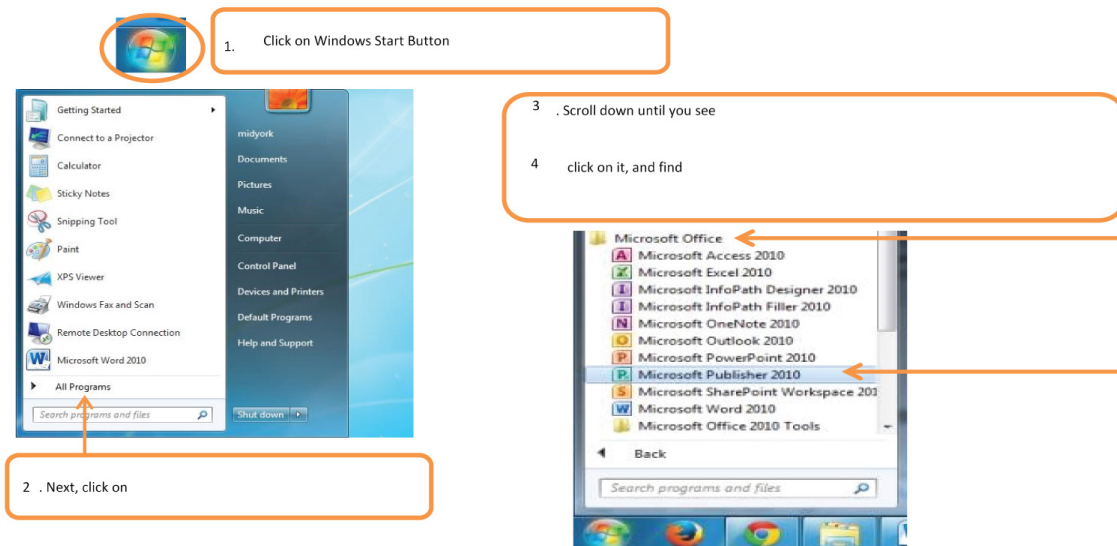 1. Click on Windows Start Button
Getting Started
Connect to a Projector
Calculator
Sticky Notes
Snipping Tool
Paint
XPS Viewer
Windows Fax and Scan
Remote Desktop Connection
Microsoft Word 2010
All Programs
Search programs and files
midyork
Documents
Pictures
Music
Computer
Control Panel
Devices and Printers
Default Programs
Help and Support
Shut down
2 . Next, click on
3 . Scroll down until you see
4 click on it, and find
Microsoft Office
Microsoft Access 2010
Microsoft Excel 2010
Microsoft InfoPath Designer 2010
Microsoft InfoPath Filler 2010
Microsoft OneNote 2010
Microsoft Outlook 2010
Microsoft PowerPoint 2010
Microsoft Publisher 2010
Microsoft SharePoint Workspace 201
Microsoft Word 2010
Microsoft Office 2010 Tools
Back
Search programs and files